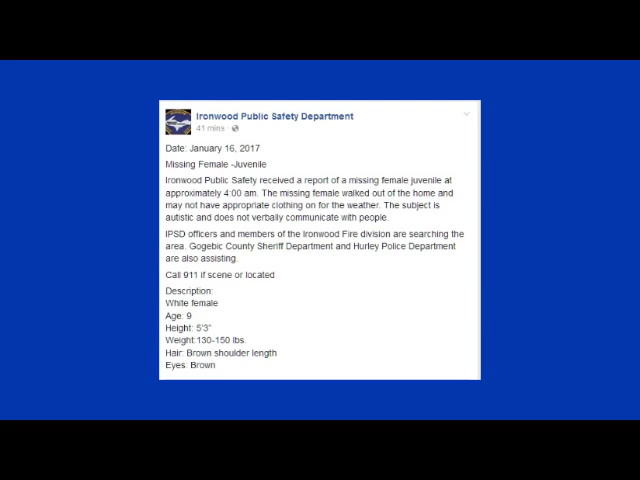 Ironwood Public Safety Department
41 mins ·
Date: January 16, 2017
Missing Female -Juvenile
Ironwood Public Safety received a report of a missing female juvenile at
approximately 4:00 am. The missing female walked out of the home and
may not have appropriate clothing on for the weather. The subject is
autistic and does not verbally communicate with people.
IPSD officers and members of the Ironwood Fire division are searching the
area. Gogebic County Sheriff Department and Hurley Police Department
are also assisting.
Call 911 if scene or located
Description:
White female
Age: 9
Height: 5'3"
Weight:130-150 lbs.
Hair: Brown shoulder length
Eyes: Brown